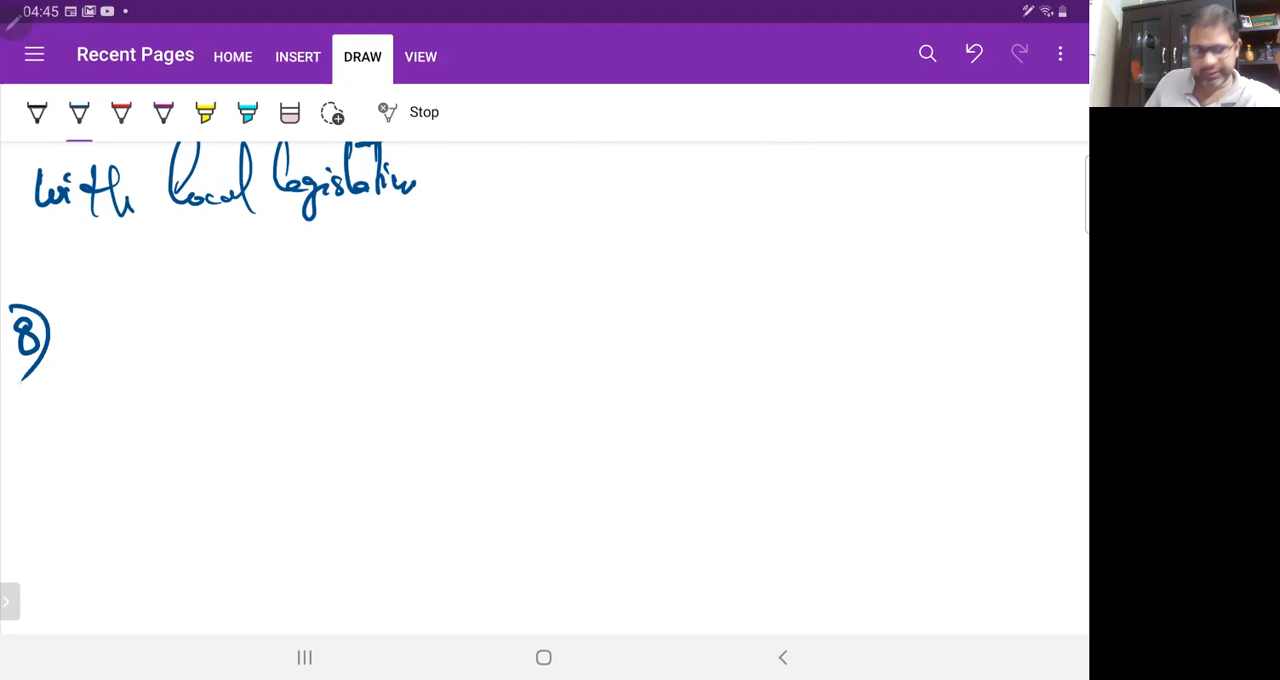 04:45
Recent Pages HOME INSERT DRAW VIEW
Stop
with local legislation
8)